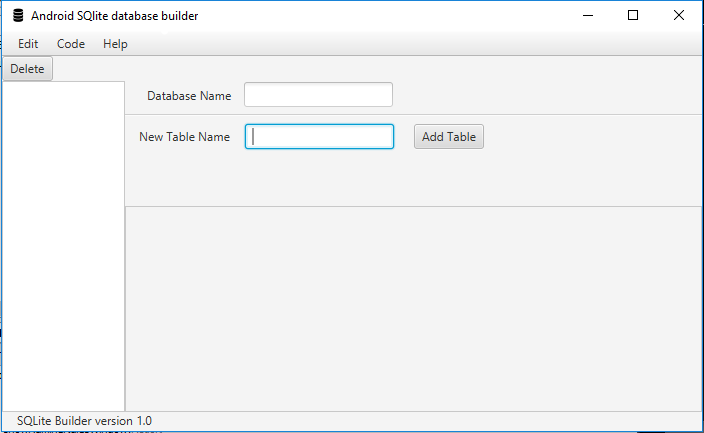 Android SQlite database builder
Edit Code Help
Delete
Database Name
New Table Name Add Table
SQLite Builder version 1.0